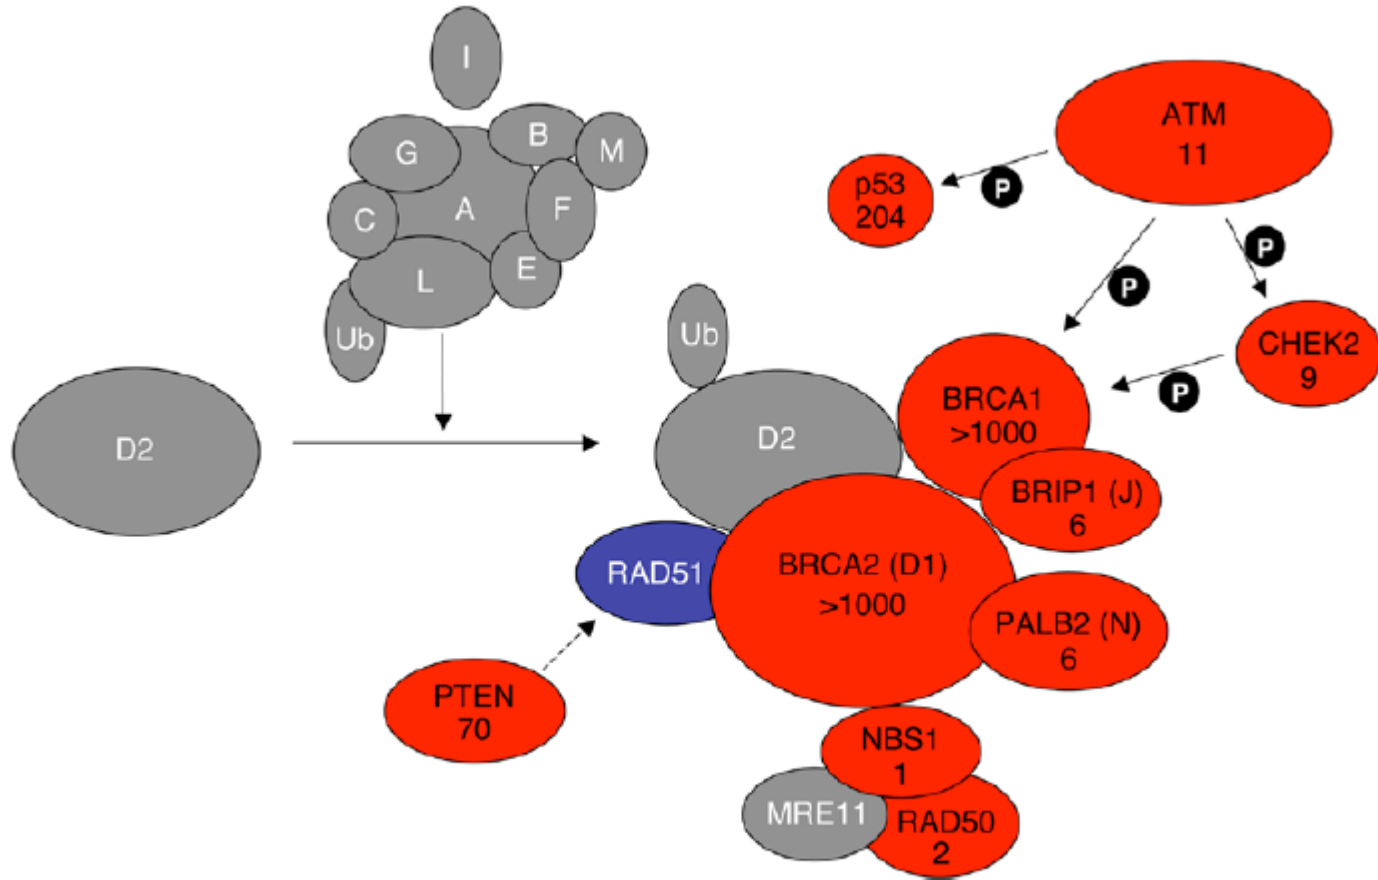 I
G
B
M
C
A
F
L
E
Ub
ATM
11
p53
204
P
P
P
CHEK2
9
P
Ub
D2
D2
BRCA1
>1000
BRIP1 (J)
6
RAD51
BRCA2 (D1)
>1000
PALB2 (N)
6
PTEN
70
NBS1
1
MRE11
RAD50
2